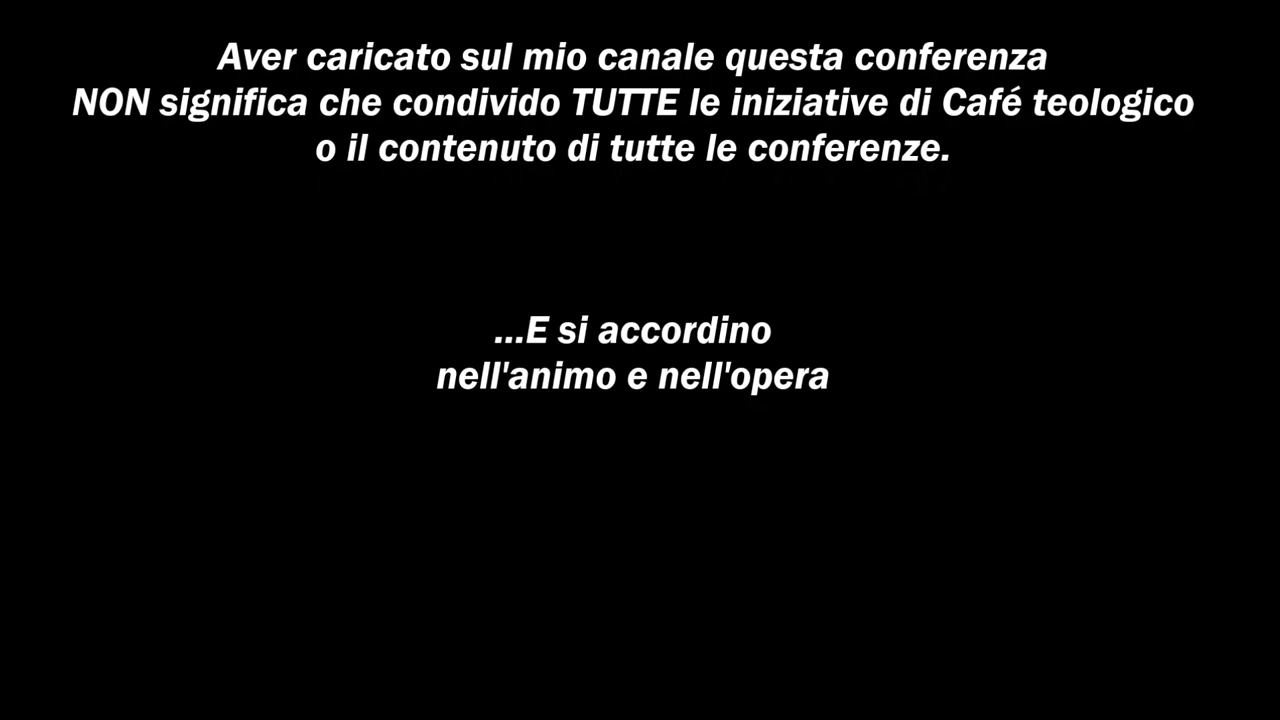 Aver caricato sul mio canale questa conferenza
NON significa che condivido TUTTE le iniziative di Café teologico
o il contenuto di tutte le conferenze.
...E si accordino
nell'animo e nell'opera